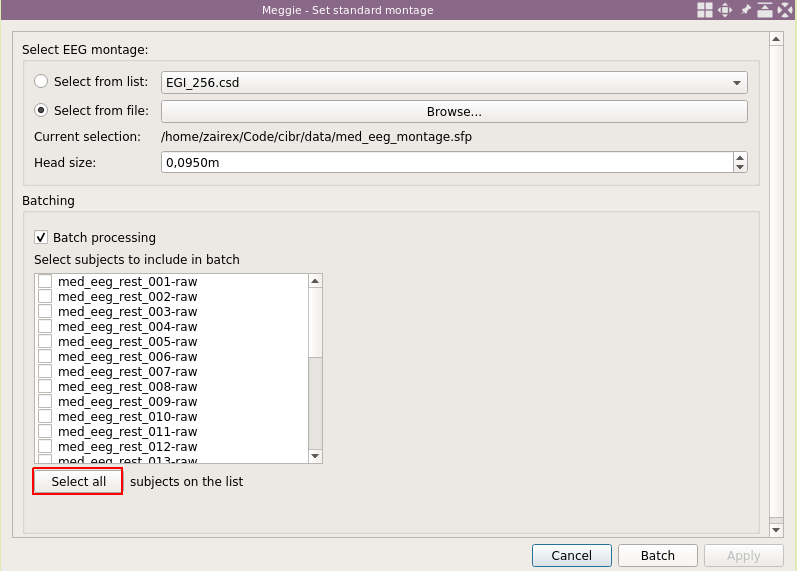 Meggie - Set standard montage
Select EEG montage:
Select from list: EGI_256.csd
Select from file: Browse...
Current selection: /home/zairex/Code/cibr/data/med_eeg_montage.sfp
Head size: 0,0950m
Batching
Batch processing
Select subjects to include in batch
med_eeg_rest_001-raw
med_eeg_rest_002-raw
med_eeg_rest_003-raw
med_eeg_rest_004-raw
med_eeg_rest_005-raw
med_eeg_rest_006-raw
med_eeg_rest_007-raw
med_eeg_rest_008-raw
med_eeg_rest_009-raw
med_eeg_rest_010-raw
med_eeg_rest_011-raw
med_eeg_rest_012-raw
med_eeg_rest_013-raw
Select all subjects on the list
Cancel Batch Apply